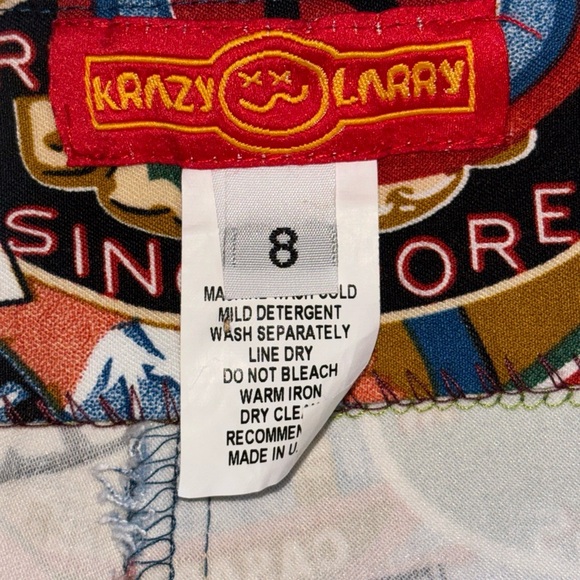 KRAZY LARRY
8
MACHINE WASH COLD
MILD DETERGENT
WASH SEPARATELY
LINE DRY
DO NOT BLEACH
WARM IRON
DRY CLE
RECOMMEN
MADE IN U.
R
SIN
ORE